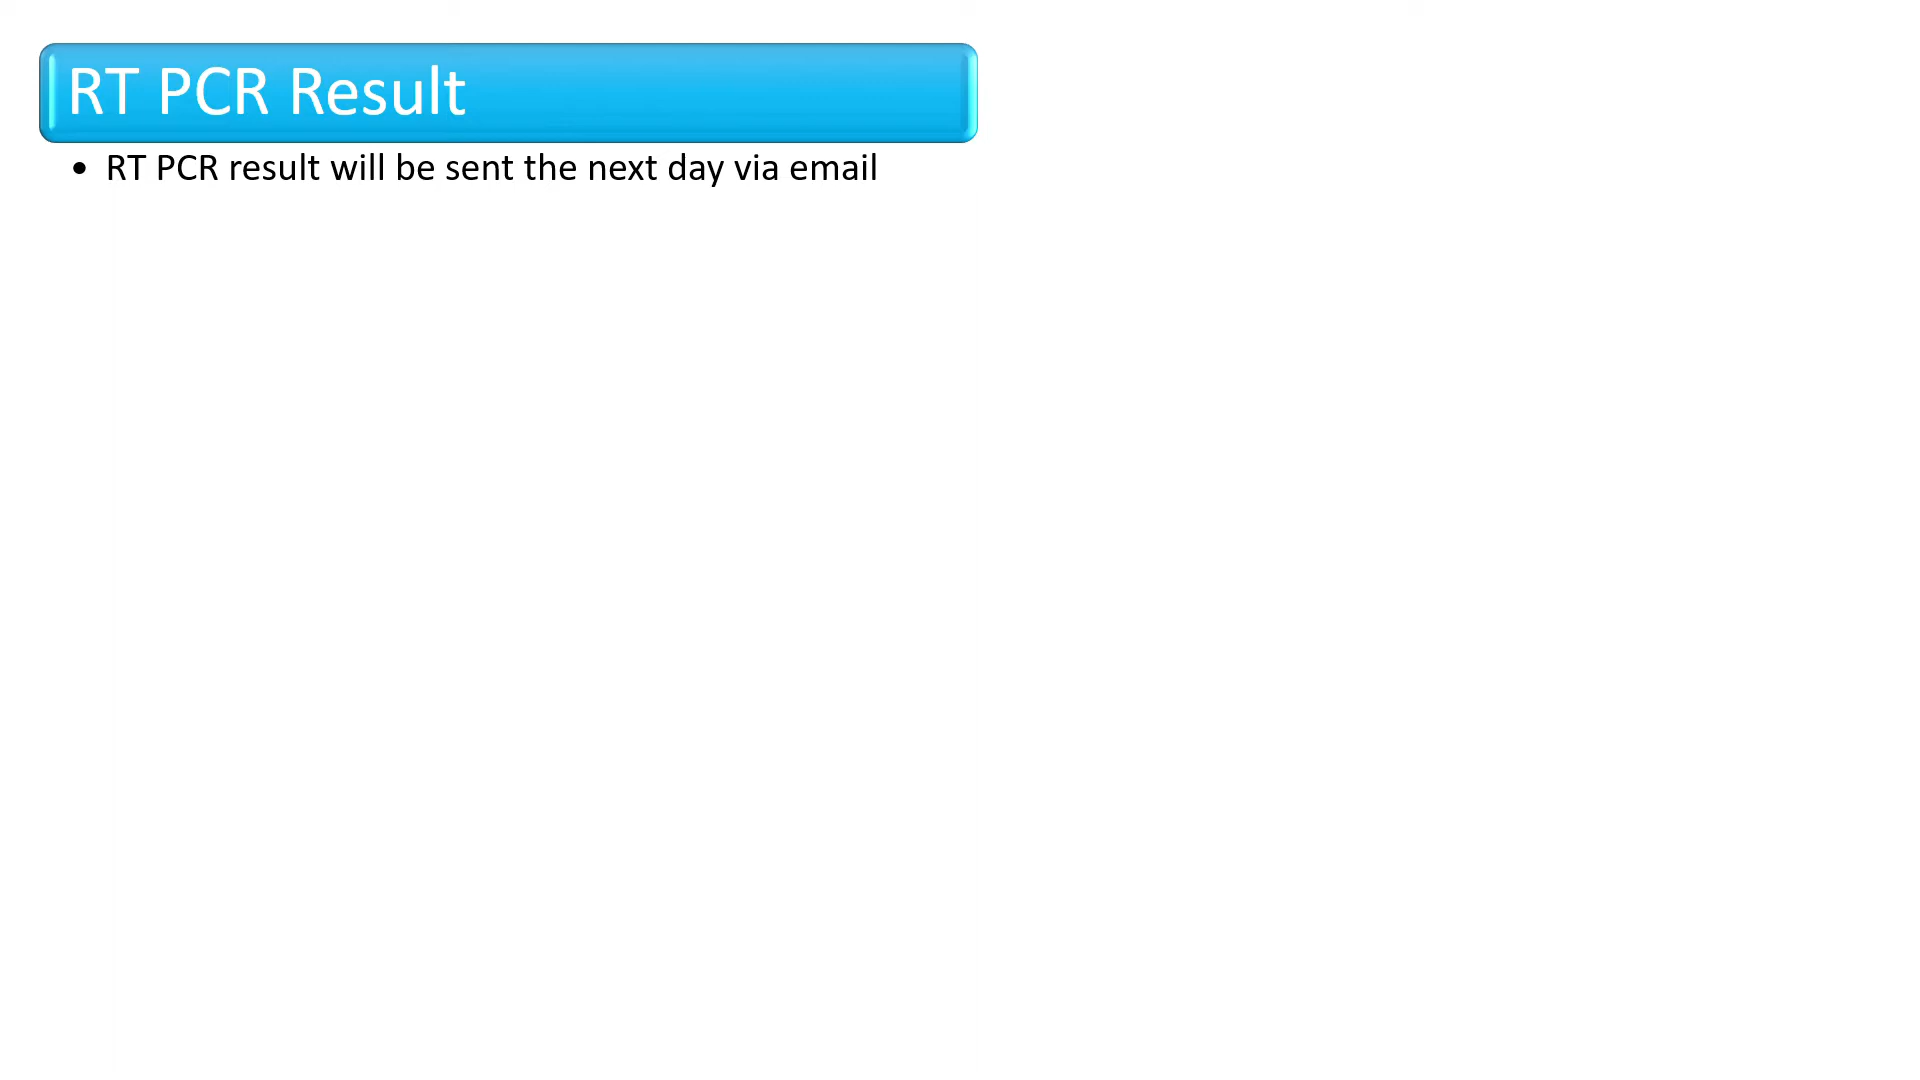 RT PCR Result
• RT PCR result will be sent the next day via email